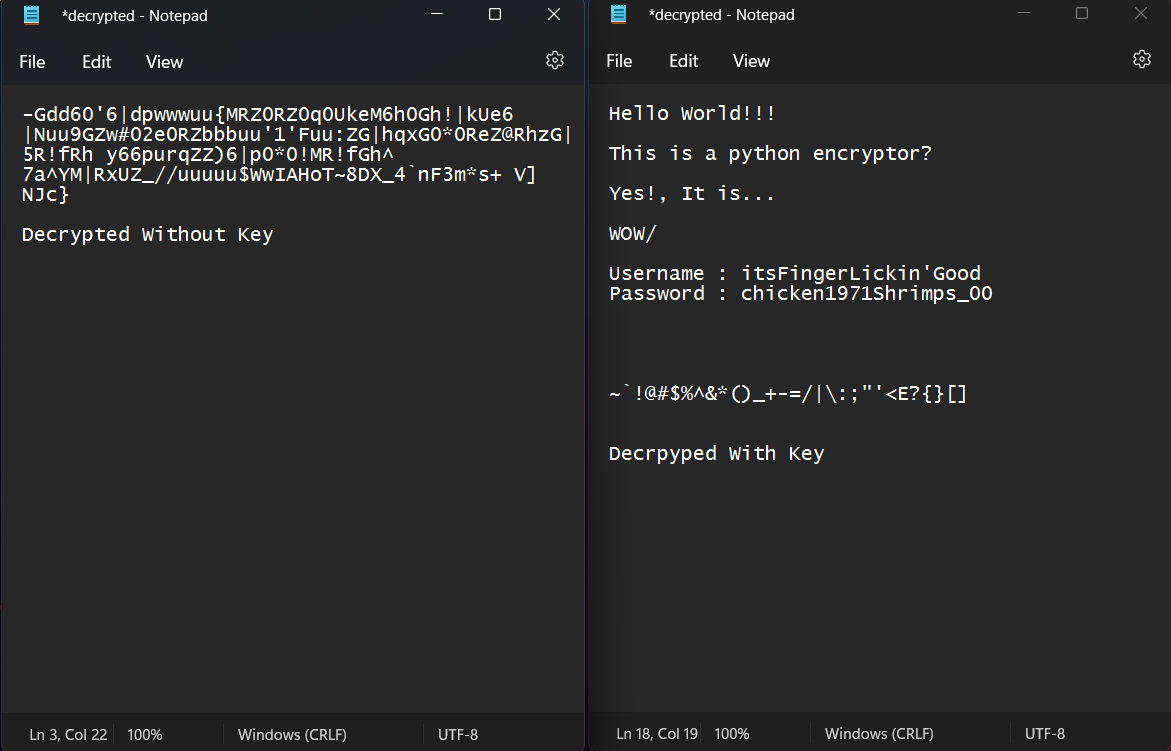 *decrypted - Notepad
File Edit View
-Gdd6O'6|dpwwwuu{MRZORZOqOUkeM6hOGh!|kUe6
|Nuu9GZw#O2eORZbbbuu'1'Fuu:ZG|hqxGO*OReZ@RhzG|
5R!fRh y66purqZZ)6|pO*O!MR!fGh^
7a^YM|RxUZ_//uuuuu$WwIAHoT~8DX_4`nF3m*s+ V]
NJc}
Decrypted Without Key
Ln 3, Col 22 100% Windows (CRLF) UTF-8
*decrypted - Notepad
File Edit View
Hello World!!!
This is a python encryptor?
Yes!, It is...
WOW/
Username : itsFingerLickin'Good
Password : chicken1971Shrimps_OO
~`!@#$%^&*()_+-=/|\:;"'<E?{}[]
Decrpyped With Key
Ln 18, Col 19 100% Windows (CRLF) UTF-8